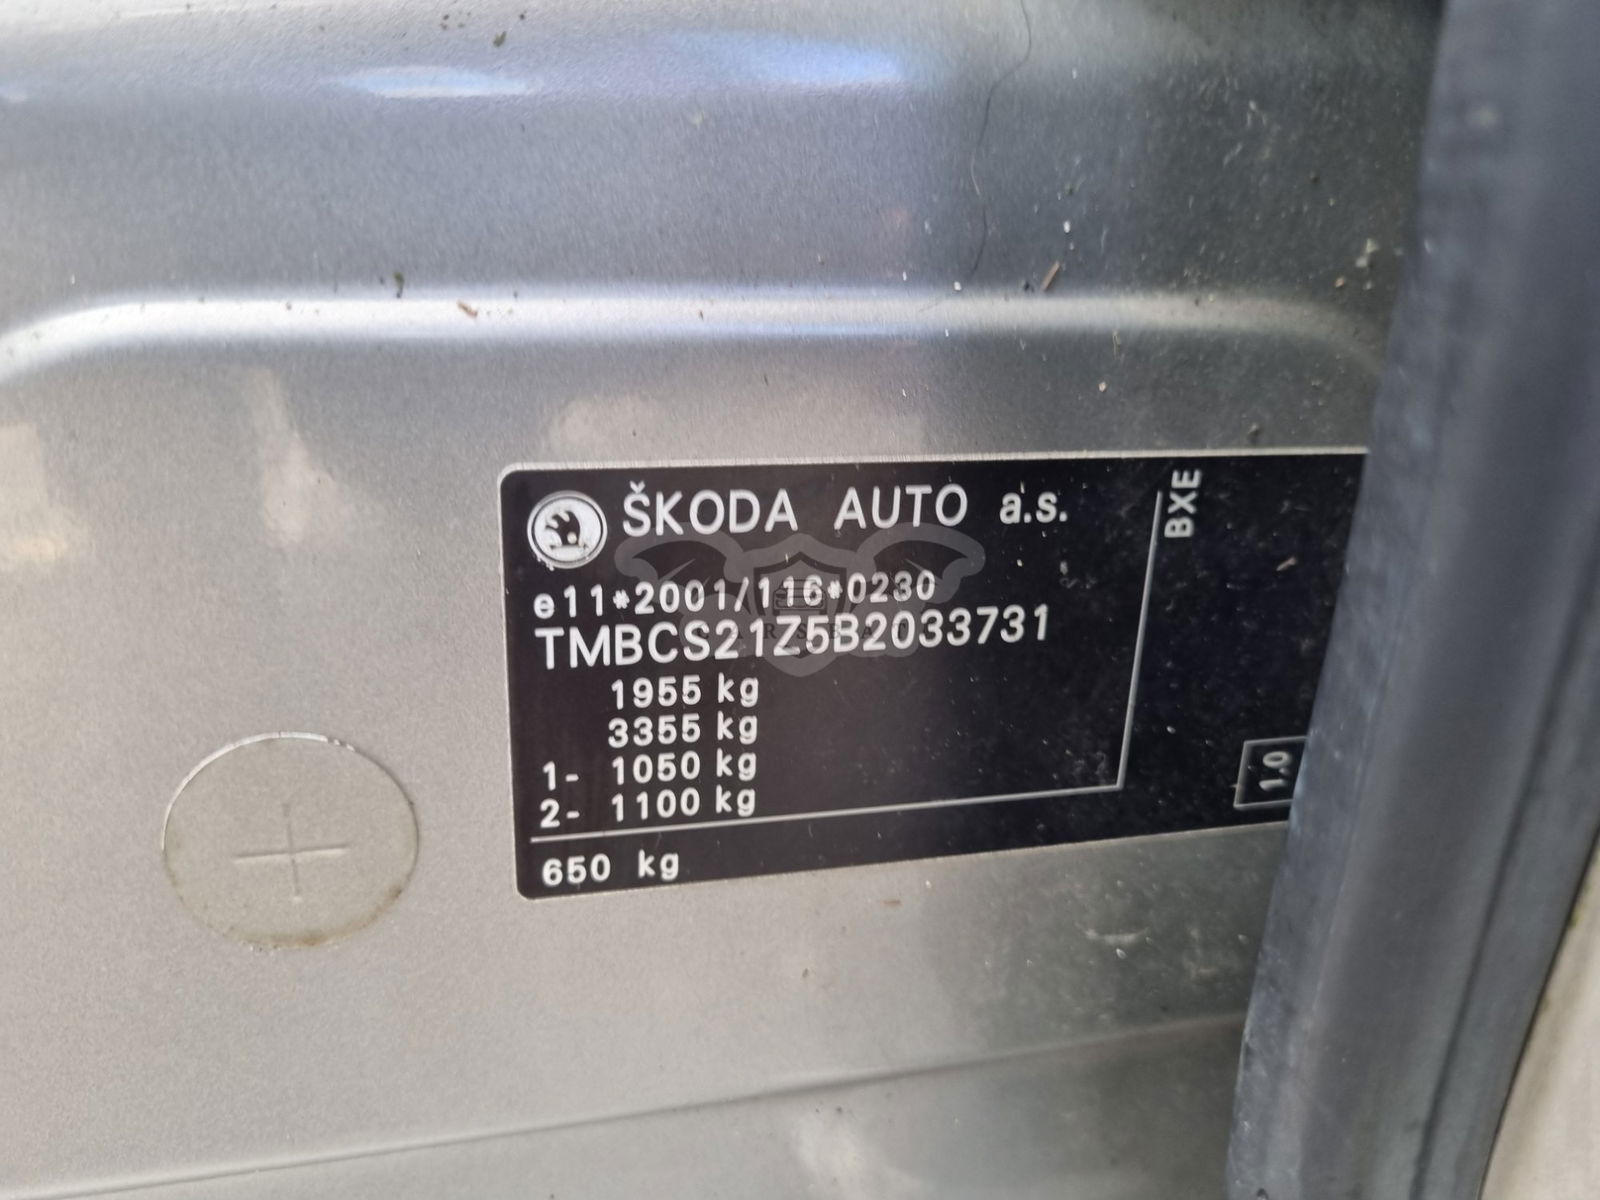 ŠKODA AUTO a.s.
e11*2001/116*0230
TMBCS21Z5B2033731
1955 kg
3355 kg
1- 1050 kg
2- 1100 kg
650 kg
BXE
1.0